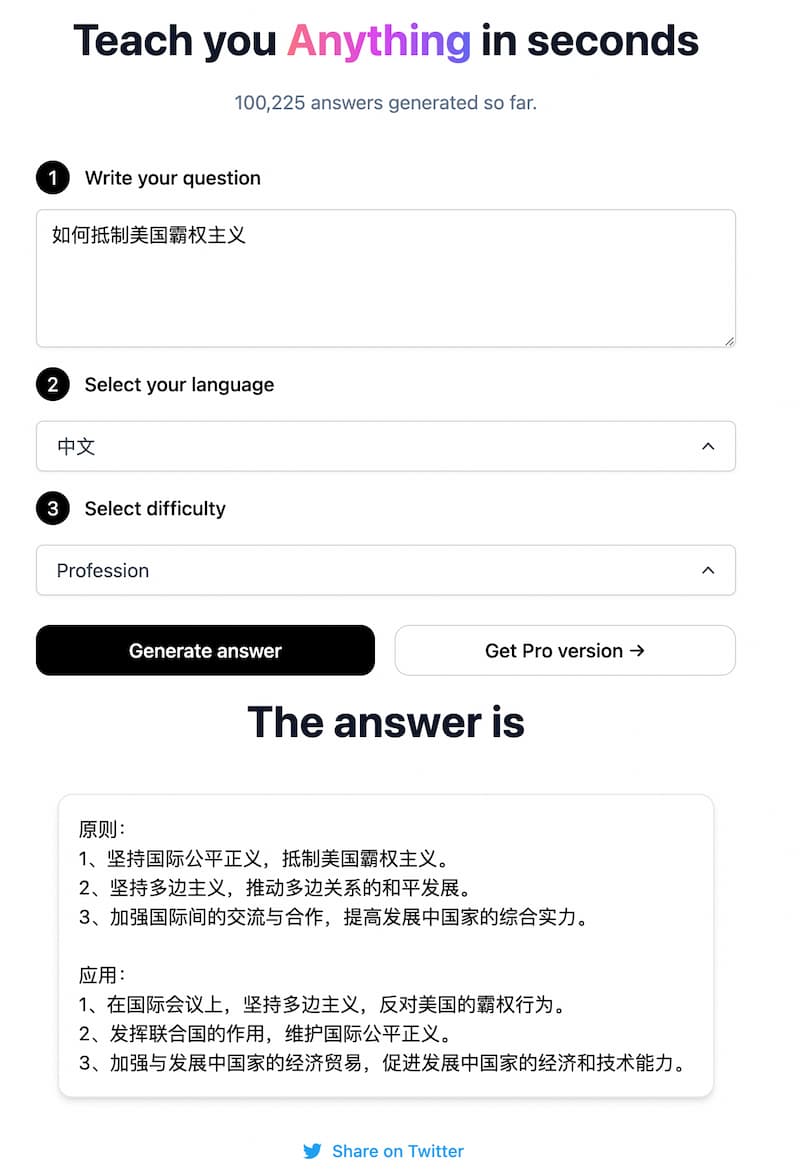 Teach you Anything in seconds
100,225 answers generated so far.
1 Write your question
如何抵制美国霸权主义
2 Select your language
中文
3 Select difficulty
Profession
Generate answer
Get Pro version →
The answer is
原则：
1、坚持国际公平正义，抵制美国霸权主义。
2、坚持多边主义，推动多边关系的和平发展。
3、加强国际间的交流与合作，提高发展中国家的综合实力。
应用：
1、在国际会议上，坚持多边主义，反对美国的霸权行为。
2、发挥联合国的作用，维护国际公平正义。
3、加强与发展中国家的经济贸易，促进发展中国家的经济和技术能力。
Share on Twitter